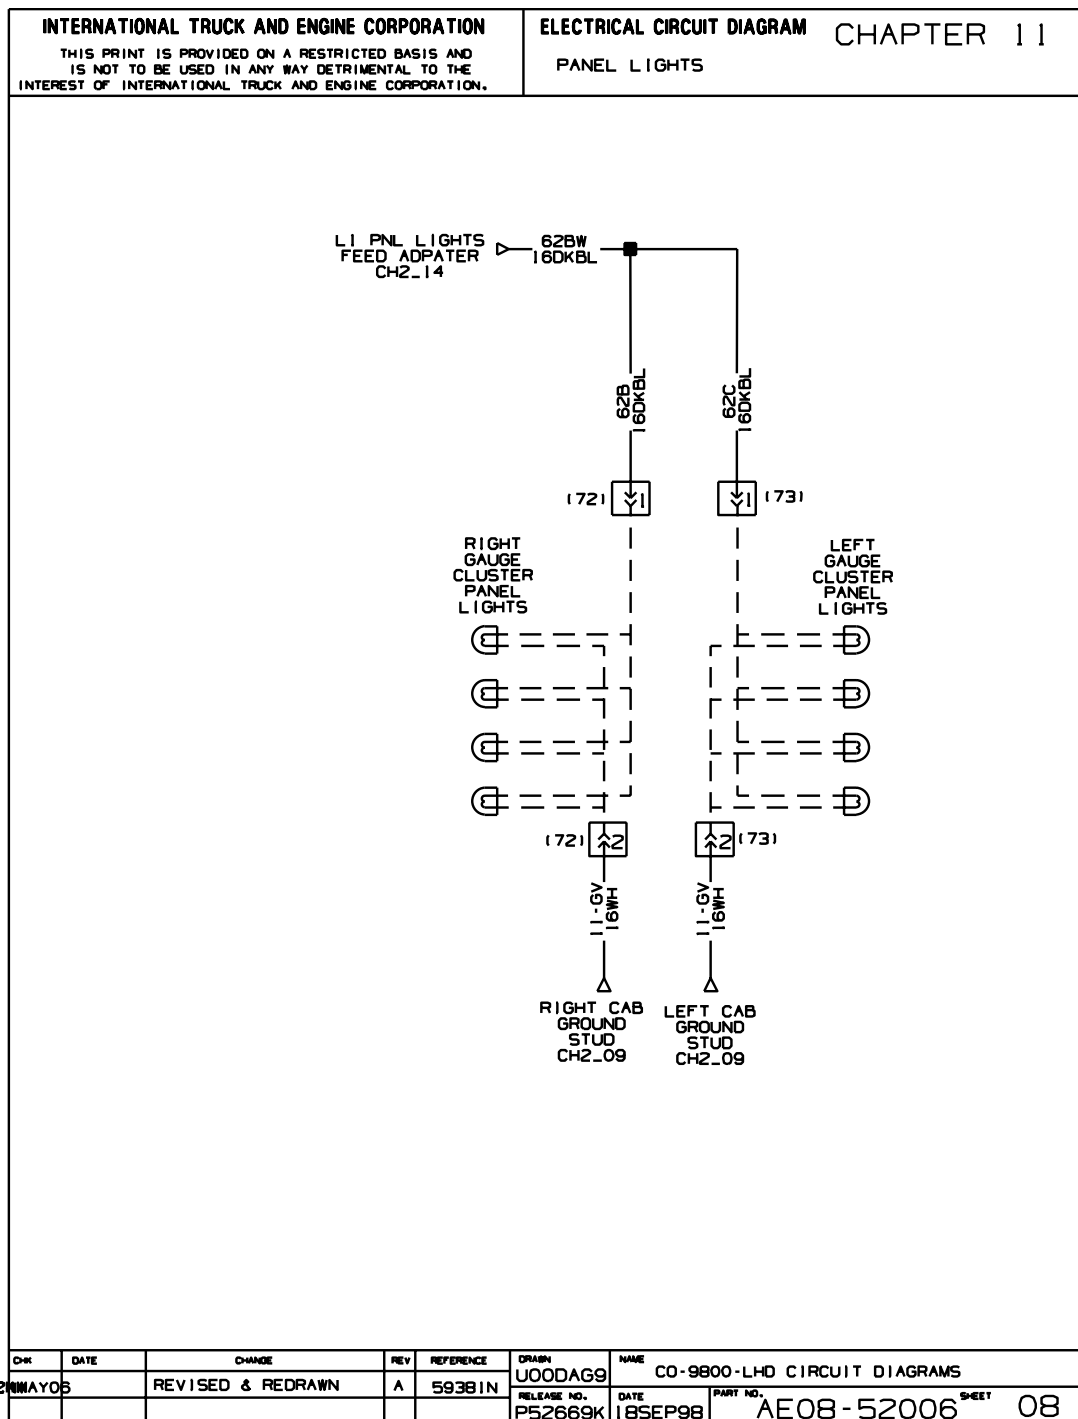 INTERNATIONAL TRUCK AND ENGINE CORPORATION
THIS PRINT IS PROVIDED ON A RESTRICTED BASIS AND
IS NOT TO BE USED IN ANY WAY DETRIMENTAL TO THE
INTEREST OF INTERNATIONAL TRUCK AND ENGINE CORPORATION.
ELECTRICAL CIRCUIT DIAGRAM
CHAPTER 11
PANEL LIGHTS
LI PNL LIGHTS
FEED ADPATER
CH2_14
62BW
16DKBL
62B
16DKBL
62C
16DKBL
(72)
1
1
(73)
RIGHT
GAUGE
CLUSTER
PANEL
LIGHTS
LEFT
GAUGE
CLUSTER
PANEL
LIGHTS
(72)
2
2
(73)
11-GV
16WH
11-GV
16WH
RIGHT CAB
GROUND
STUD
CH2_09
LEFT CAB
GROUND
STUD
CH2_09
CHK
DATE
CHANGE
REV
REFERENCE
REVISED & REDRAWN
A
59381N
DRAWN
U00DAG9
NAME
CO-9800-LHD CIRCUIT DIAGRAMS
RELEASE NO.
P52669K
DATE
18SEP98
PART NO.
AE08-52006
SHEET
08